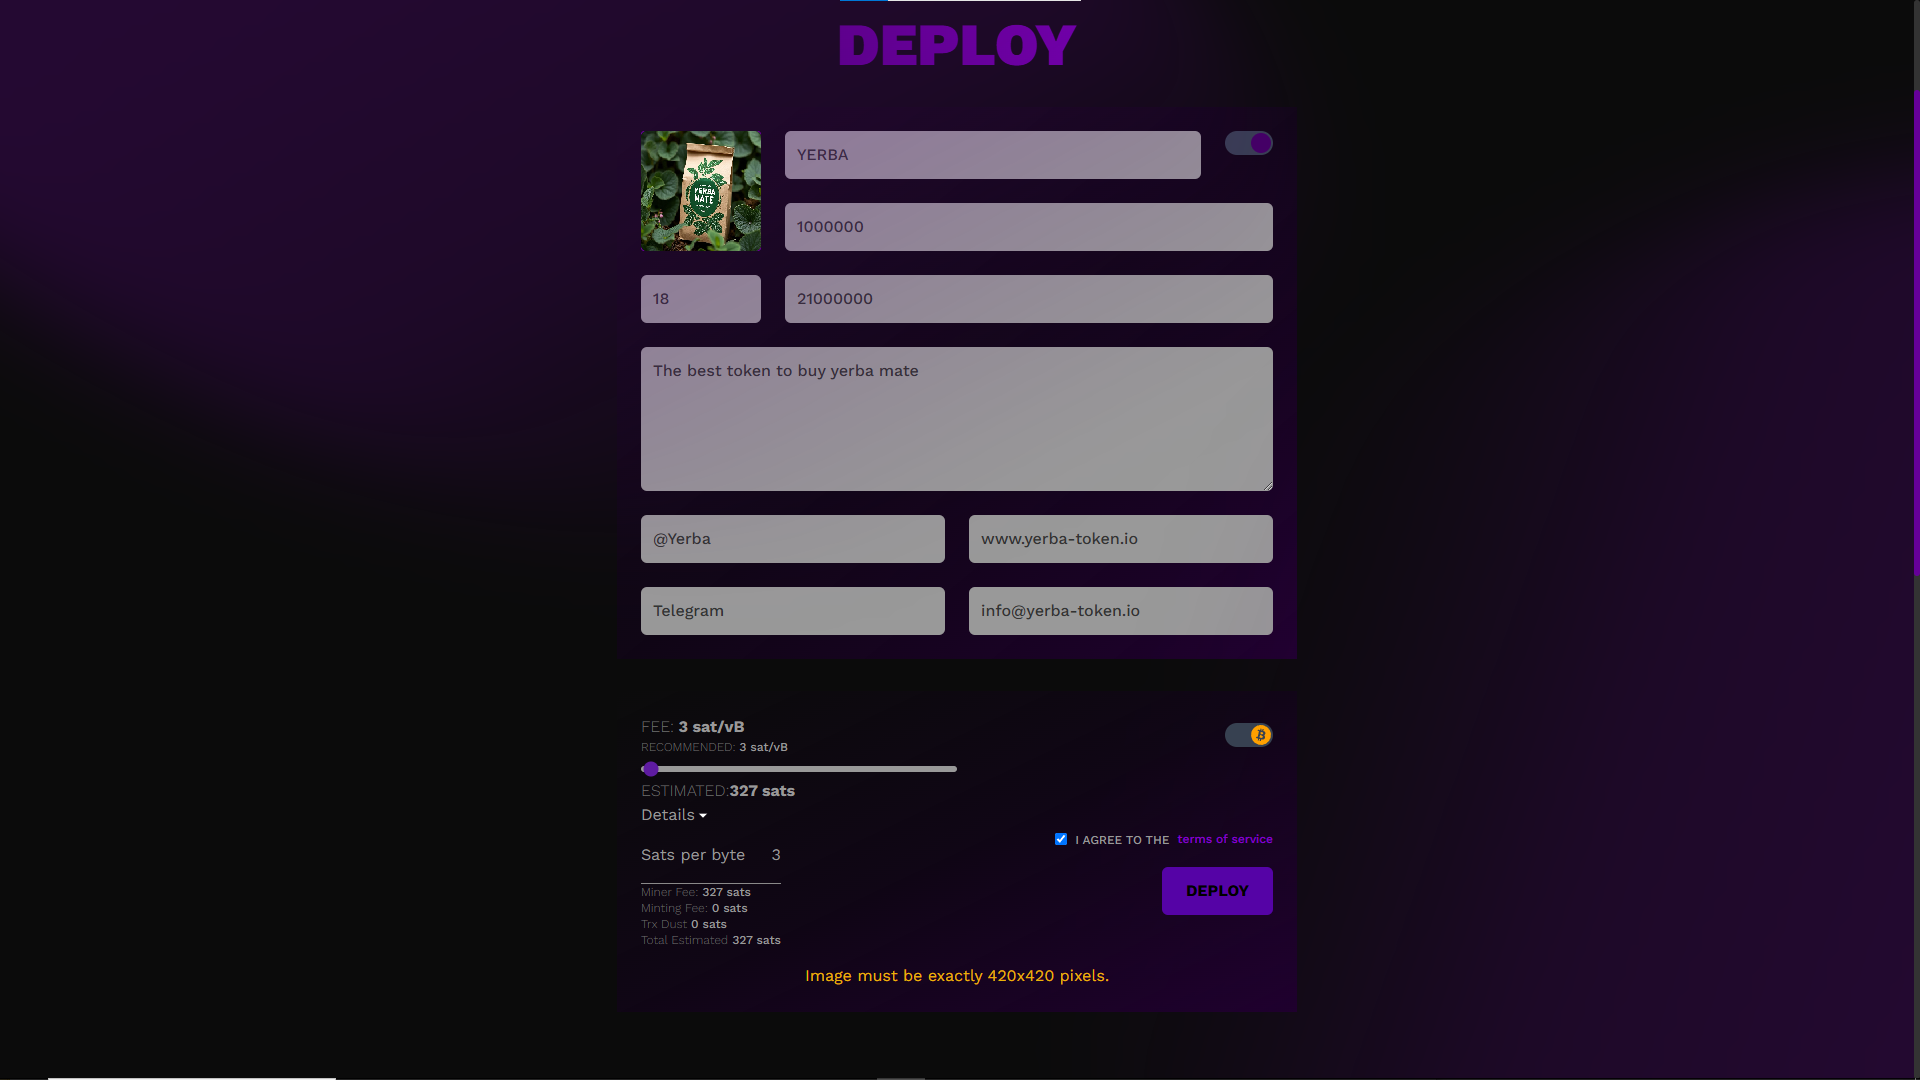 DEPLOY
YERBA MATE
YERBA
1000000
18
21000000
The best token to buy yerba mate
@Yerba
www.yerba-token.io
Telegram
info@yerba-token.io
FEE: 3 sat/vB
RECOMMENDED: 3 sat/vB
ESTIMATED:327 sats
Details
I AGREE TO THE terms of service
Sats per byte 3
DEPLOY
Miner Fee: 327 sats
Minting Fee: 0 sats
Trx Dust 0 sats
Total Estimated 327 sats
Image must be exactly 420x420 pixels.